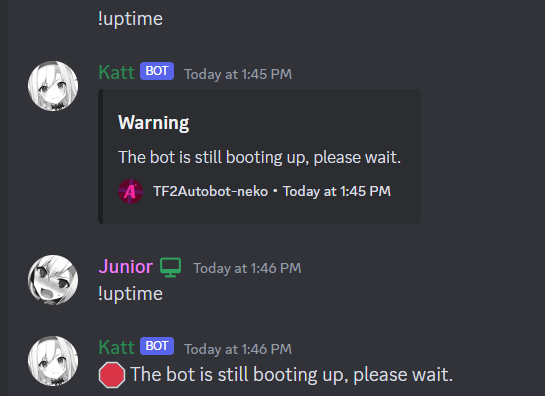 !uptime
Katt BOT Today at 1:45 PM
Warning
The bot is still booting up, please wait.
A TF2Autobot-neko • Today at 1:45 PM
Junior Today at 1:46 PM
!uptime
Katt BOT Today at 1:46 PM
The bot is still booting up, please wait.